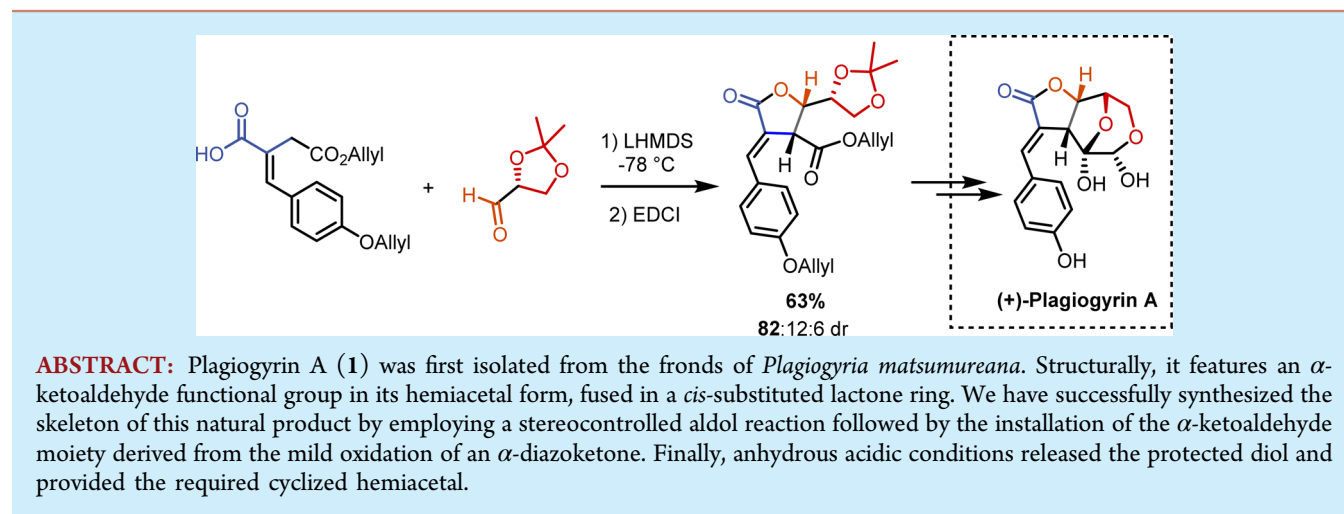 O
HO
CO₂Allyl
OAllyl
+
O
O
H
O
1) LHMDS
-78 °C
2) EDCI
O
O
H
O
O
OAllyl
H
O
OAllyl
63%
82:12:6 dr
O
O
H
O
O
H
OH
OH
OH
(+)-Plagiogyrin A
ABSTRACT: Plagiogyrin A (1) was first isolated from the fronds of Plagiogyria matsumureana. Structurally, it features an α-
ketoaldehyde functional group in its hemiacetal form, fused in a cis-substituted lactone ring. We have successfully synthesized the
skeleton of this natural product by employing a stereocontrolled aldol reaction followed by the installation of the α-ketoaldehyde
moiety derived from the mild oxidation of an α-diazoketone. Finally, anhydrous acidic conditions released the protected diol and
provided the required cyclized hemiacetal.